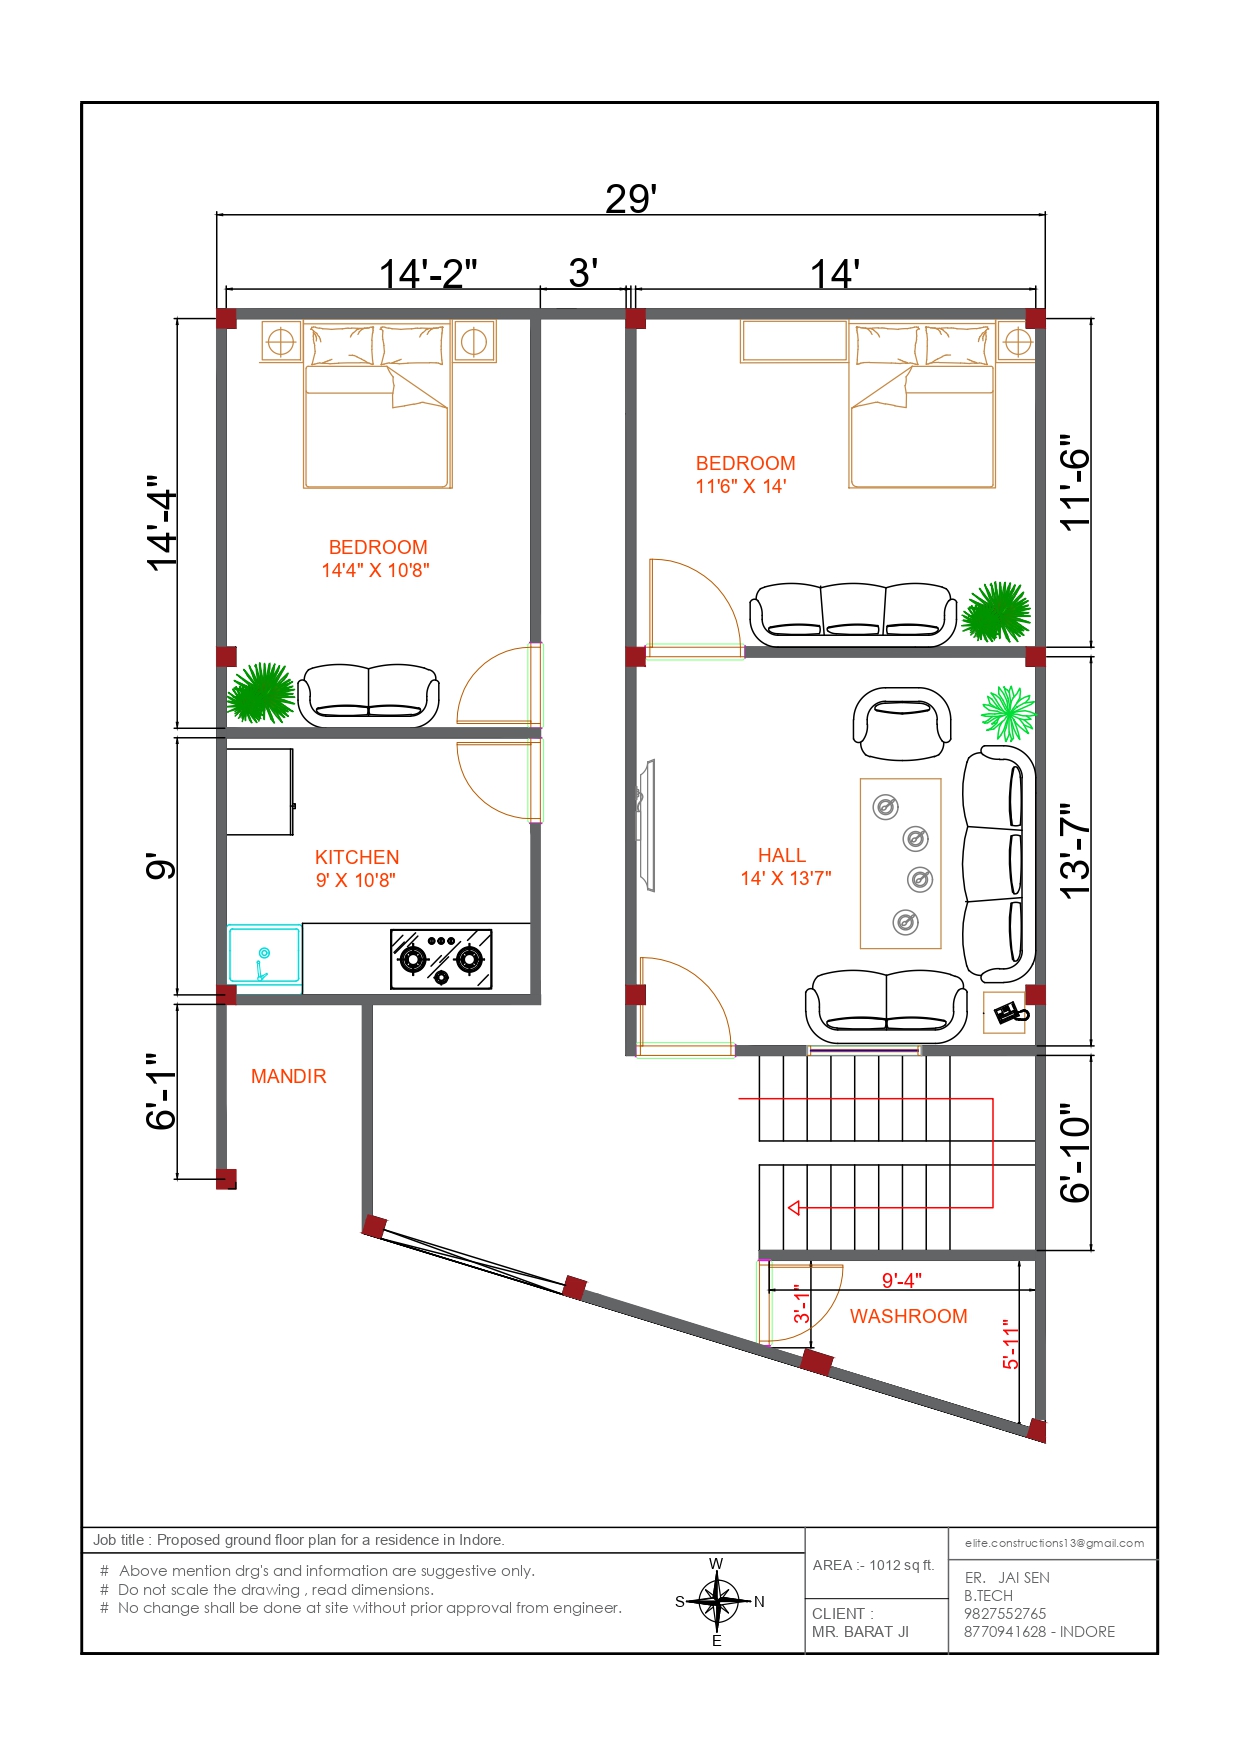 29'
14'-2"
3'
14'
14'-4"
11'-6"
BEDROOM
11'6" X 14'
BEDROOM
14'4" X 10'8"
9'
KITCHEN
9' X 10'8"
HALL
14' X 13'7"
13'-7"
6'-1"
MANDIR
6'-10"
9'-4"
3'-1"
WASHROOM
5'-11"
Job title : Proposed ground floor plan for a residence in Indore.
# Above mention drg's and information are suggestive only.
# Do not scale the drawing , read dimensions.
# No change shall be done at site without prior approval from engineer.
W
S
N
E
AREA :- 1012 sq ft.
CLIENT :
MR. BARAT JI
elite.constructions13@gmail.com
ER. JAI SEN
B.TECH
9827552765
8770941628 - INDORE